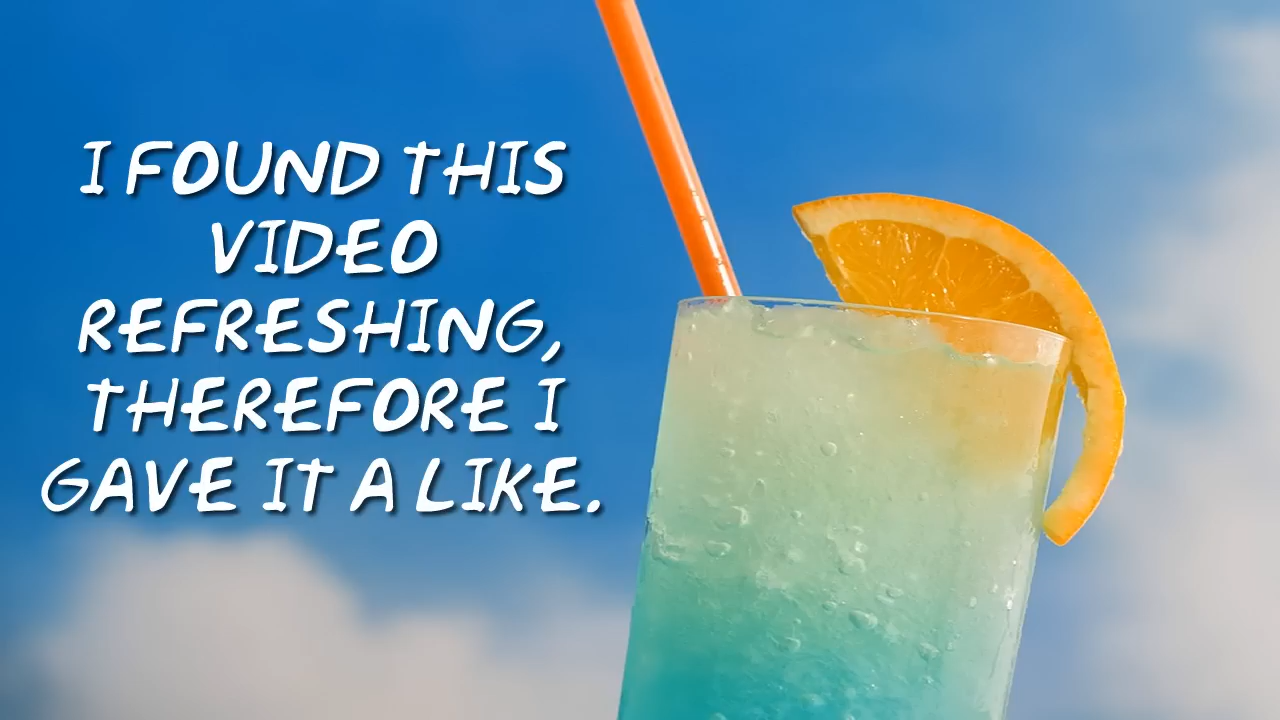 I FOUND THIS
VIDEO
REFRESHING,
THEREFORE I
GAVE IT A LIKE.